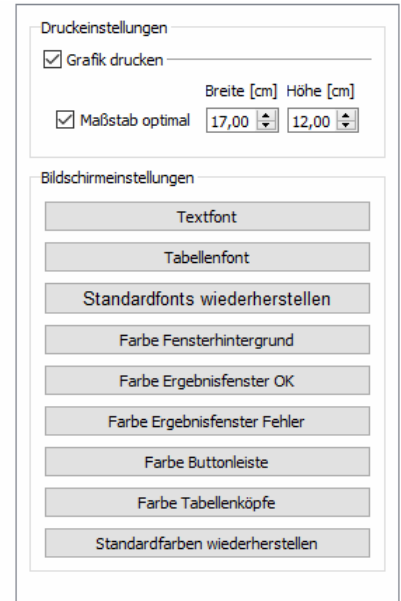 Druckeinstellungen
Grafik drucken
Breite [cm] Höhe [cm]
Maßstab optimal 17,00 12,00
Bildschirmeinstellungen
Textfont
Tabellenfont
Standardfonts wiederherstellen
Farbe Fensterhintergrund
Farbe Ergebnisfenster OK
Farbe Ergebnisfenster Fehler
Farbe Buttonleiste
Farbe Tabellenköpfe
Standardfarben wiederherstellen